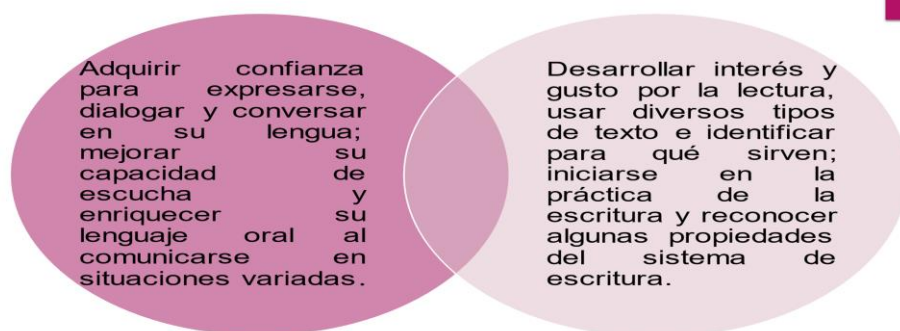 Adquirir confianza
para expresarse,
dialogar y conversar
en su lengua;
mejorar su
capacidad de
escucha y
enriquecer su
lenguaje oral al
comunicarse en
situaciones variadas.
Desarrollar interés y
gusto por la lectura,
usar diversos tipos
de texto e identificar
para qué sirven;
iniciarse en la
práctica de la
escritura y reconocer
algunas propiedades
del sistema de
escritura.